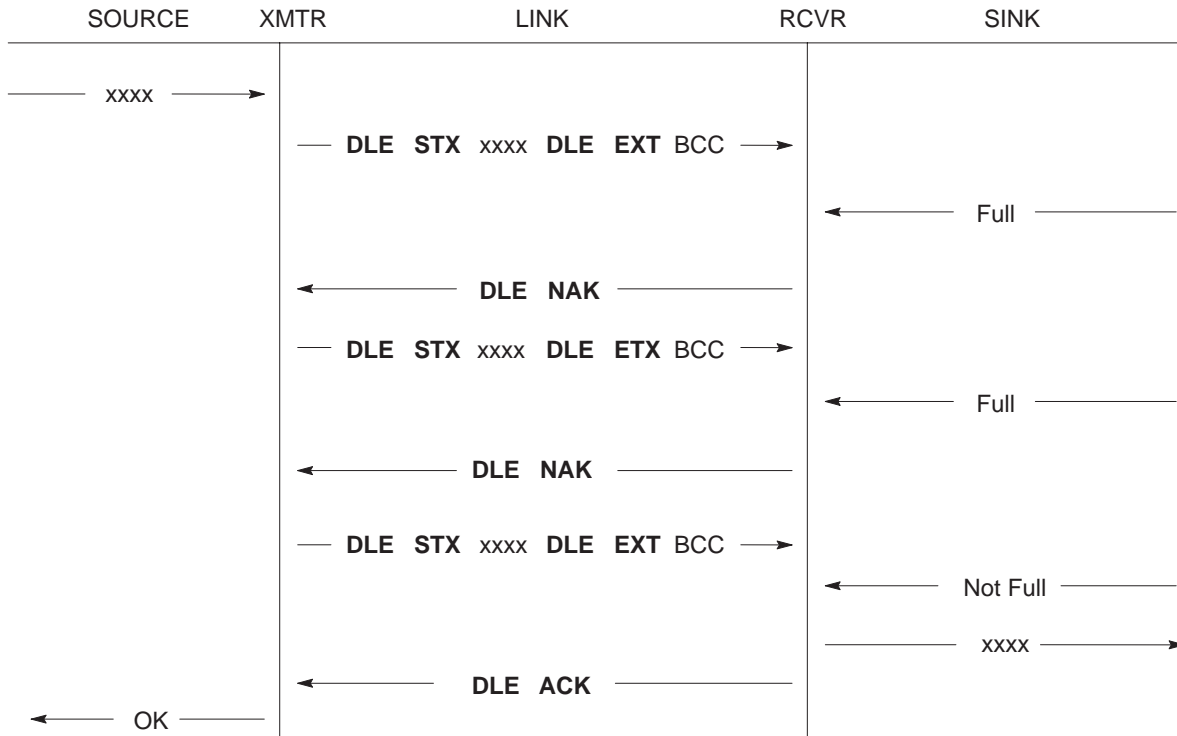 SOURCE XMTR LINK RCVR SINK
xxxx
DLE STX xxxx DLE EXT BCC
Full
DLE NAK
DLE STX xxxx DLE ETX BCC
Full
DLE NAK
DLE STX xxxx DLE EXT BCC
Not Full
xxxx
DLE ACK
OK